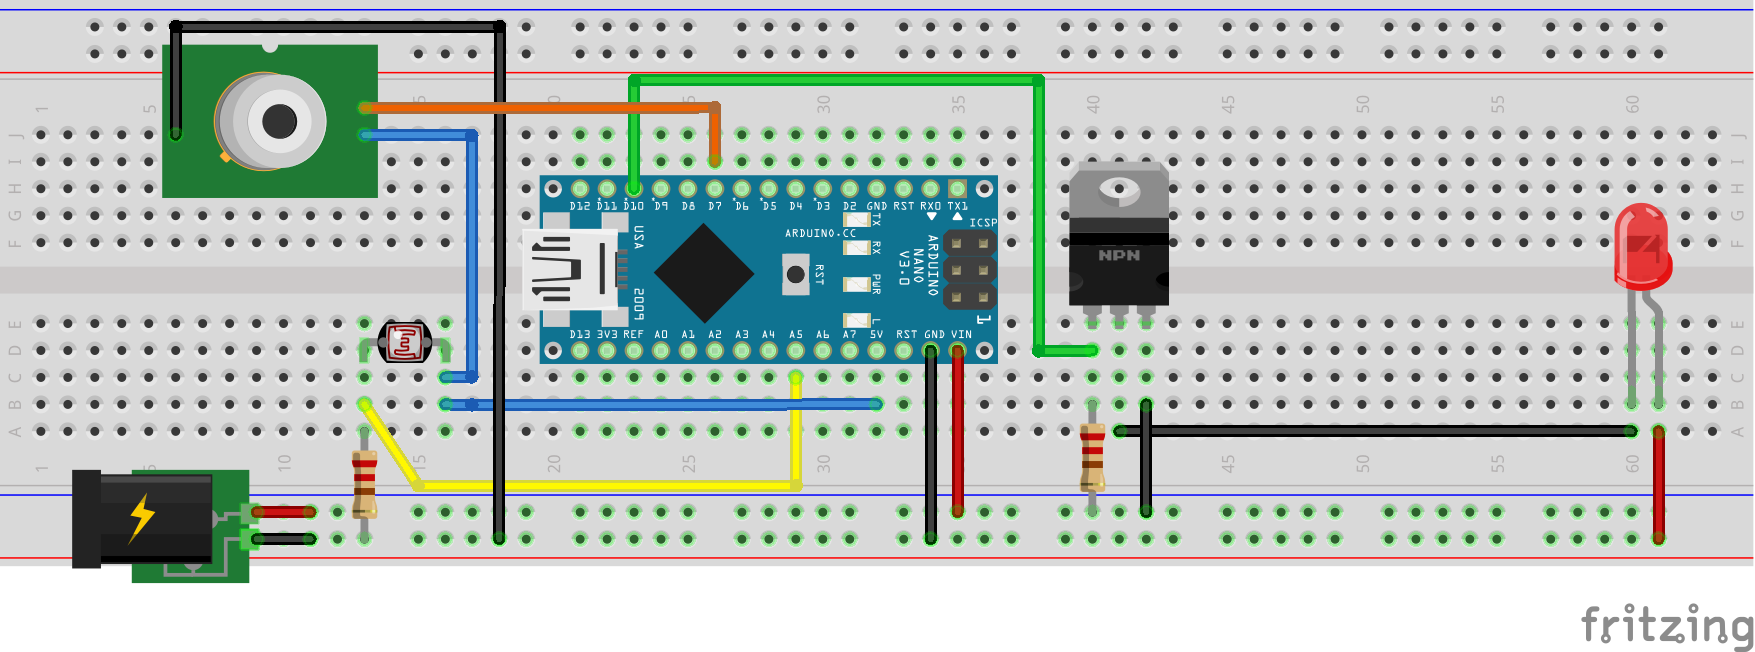 1 5 15 20 25 30 35 40 45 50 55 60
J J
I I
H H
G G
F F
D12 D11 D10 D9 D8 D7 D6 D5 D4 D3 D2 GND RST RX0 TX1
TX
RX
PWR
L
RST
USA
2009
ARDUINO.CC
ARDUINO
NANO
V3.0
ICSP
1
D13 3V3 REF A0 A1 A2 A3 A4 A5 A6 A7 5V RST GND VIN
NPN
E E
D D
C C
B B
A A
1 5 10 15 20 25 30 45 50 55 60
fritzing